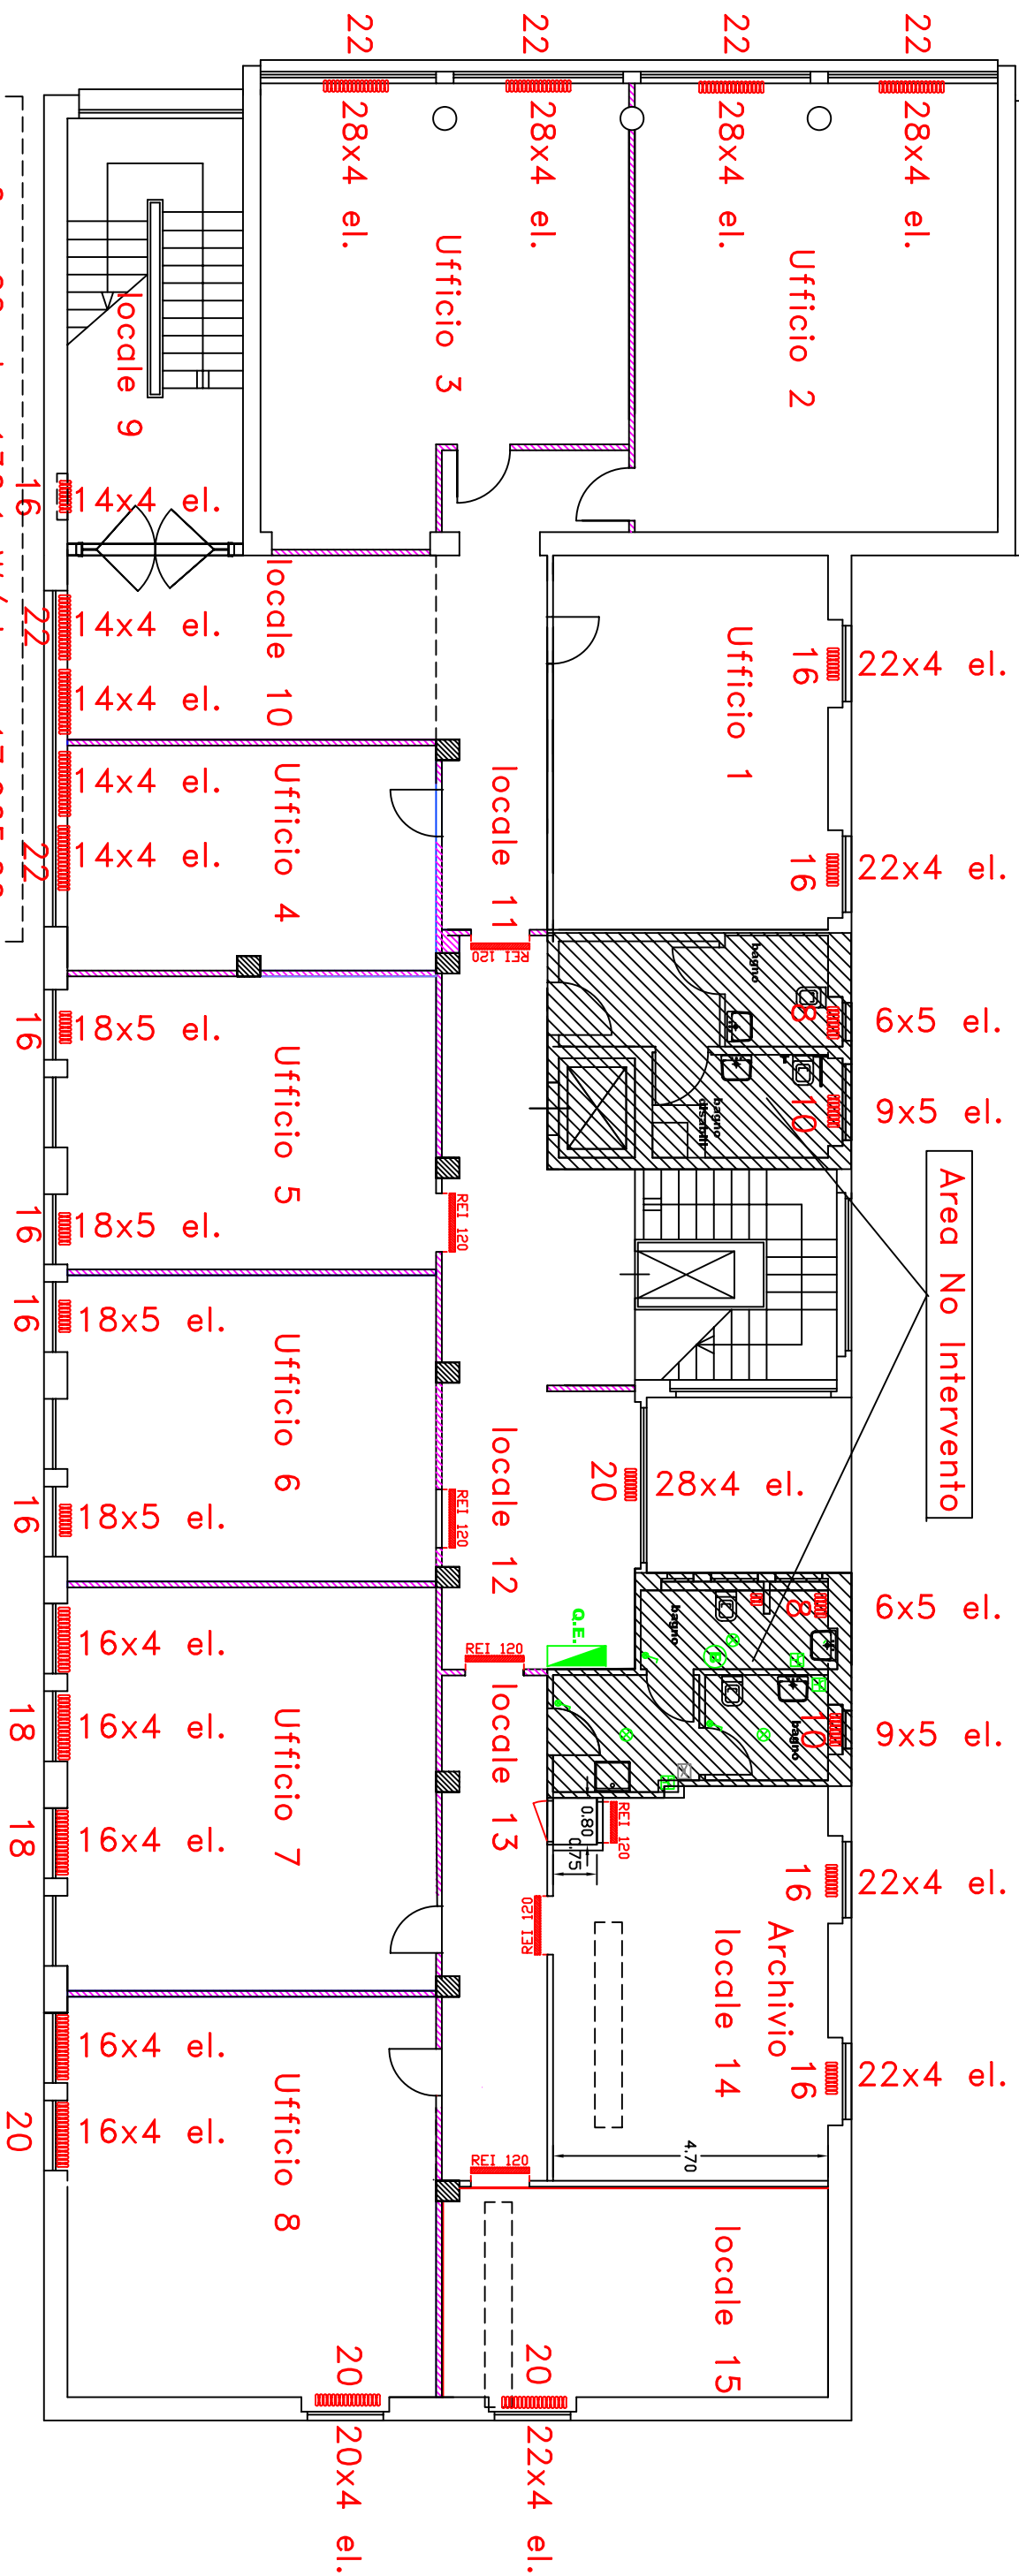 22
22
22
22
28x4 el.
28x4 el.
28x4 el.
28x4 el.
Ufficio 3
Ufficio 2
locale 9
16
14x4 el.
locale 10
22
14x4 el.
14x4 el.
Ufficio 1
16
22x4 el.
16
22x4 el.
14x4 el.
14x4 el.
22
Ufficio 4
locale 11
REI 120
bagno
8
6x5 el.
bagno
disabili
10
9x5 el.
Area No Intervento
16
18x5 el.
Ufficio 5
16
18x5 el.
REI 120
16
18x5 el.
Ufficio 6
16
18x5 el.
REI 120
locale 12
20
28x4 el.
Q.E.
bagno
8
6x5 el.
bagno
10
9x5 el.
REI 120
locale 13
16x4 el.
18
16x4 el.
18
16x4 el.
Ufficio 7
0.80
0.75
REI 120
REI 120
16
22x4 el.
Archivio
locale 14
16
22x4 el.
4.70
16x4 el.
20
16x4 el.
Ufficio 8
REI 120
locale 15
20
20x4 el.
20
22x4 el.